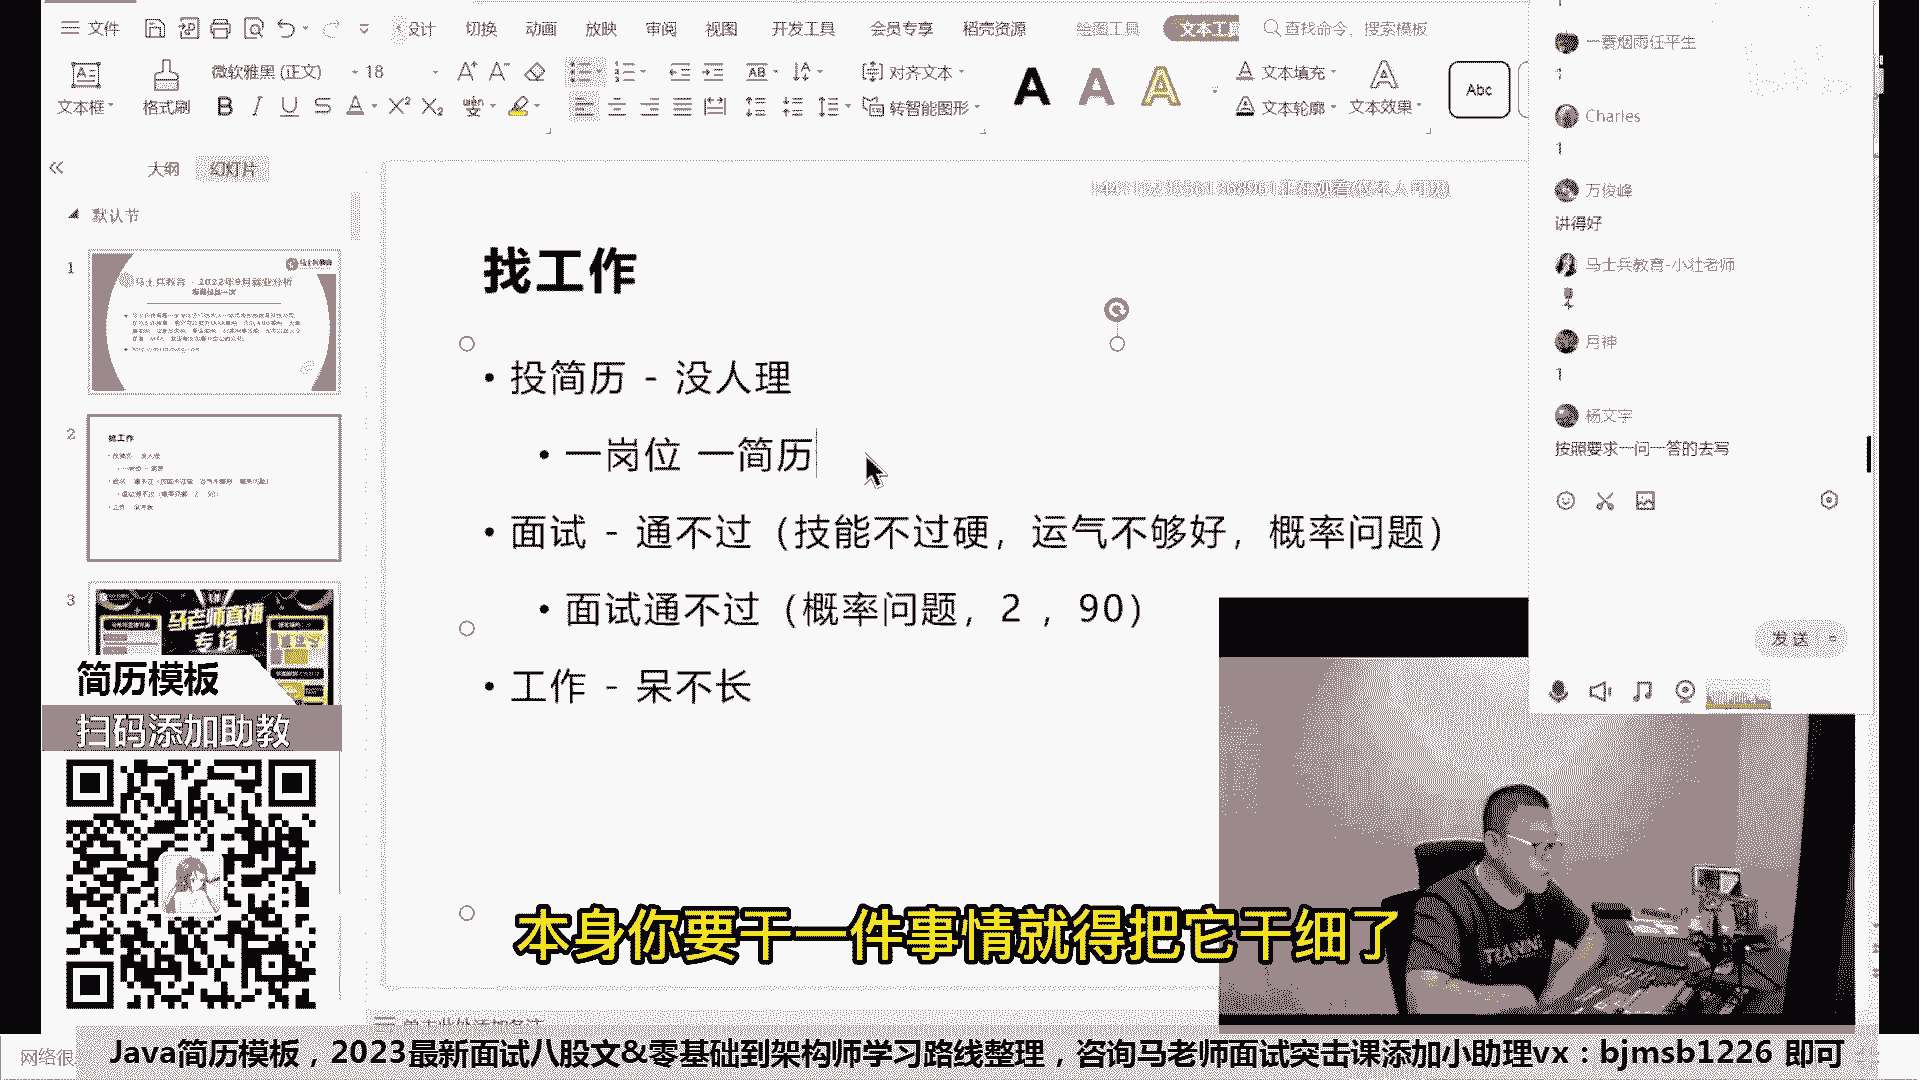 文件
设计
切换
动画
放映
审阅
视图
开发工具
会员专享
稻壳资源
绘图工具
文本工具
查找命令、搜索模板
文本框
格式刷
微软雅黑 (正文)
18
对齐文本
转智能图形
文本填充
文本轮廓
文本效果
Abc
大纲
幻灯片
默认节
1
2
3
马老师直播
专场
找工作
投简历 - 没人理
一岗位 一简历
面试 - 通不过（技能不过硬，运气不够好，概率问题）
面试通不过（概率问题，2 ，90）
工作 - 呆不长
一蓑烟雨任平生
1
Charles
1
万俊峰
讲得好
马士兵教育-小壮老师
月神
1
杨文宇
按照要求一问一答的去写
发送
简历模板
扫码添加助教
本身你要干一件事情就得把它干细了
网络很
Java简历模板，2023最新面试八股文&零基础到架构师学习路线整理，咨询马老师面试突击课添加小助理vx：bjmsb1226 即可